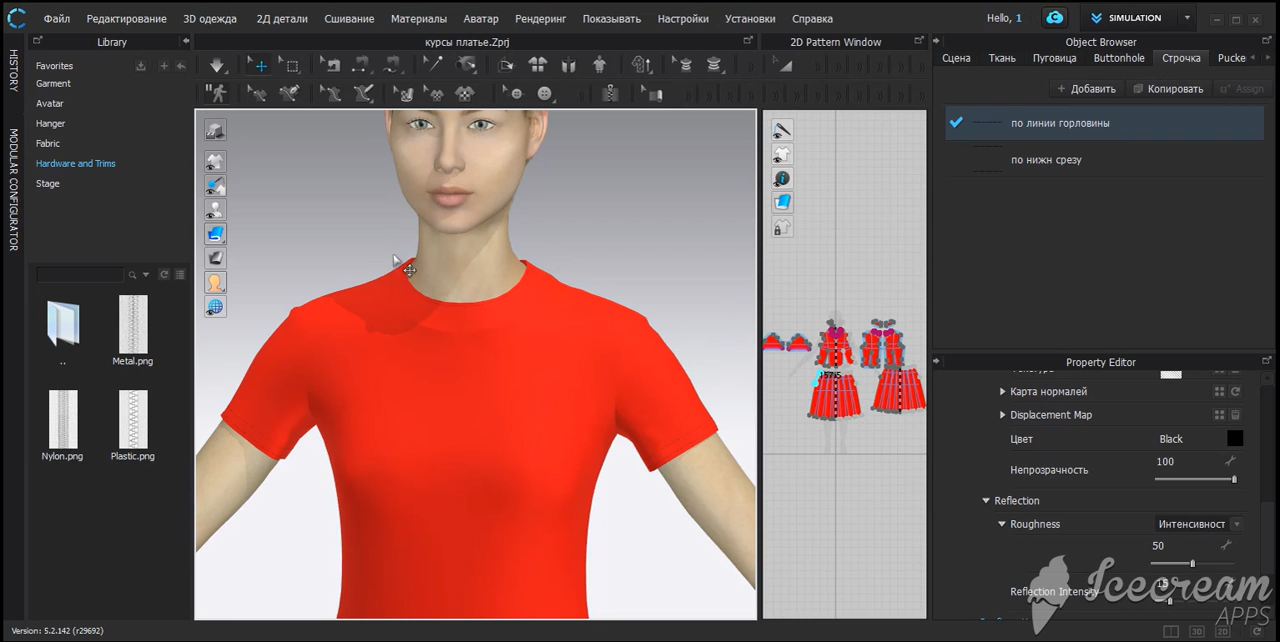 Файл Редактирование 3D одежда 2Д детали Сшивание Материалы Аватар Рендеринг Показывать Настройки Установки Справка Hello, 1 SIMULATION
HISTORY
MODULAR CONFIGURATOR
Library
Favorites
Garment
Avatar
Hanger
Fabric
Hardware and Trims
Stage
..
Metal.png
Nylon.png
Plastic.png
курсы платье.Zprj
2D Pattern Window
Object Browser
Сцена Ткань Пуговица Buttonhole Строчка Pucke
Добавить Копировать Assign
по линии горловины
по нижн срезу
Property Editor
Карта нормалей
Displacement Map
Цвет Black
Непрозрачность 100
Reflection
Roughness Интенсивност
50
Reflection Intensity 15
Icecream
APPS
Version: 5.2.142 (r29692)
3D 2D